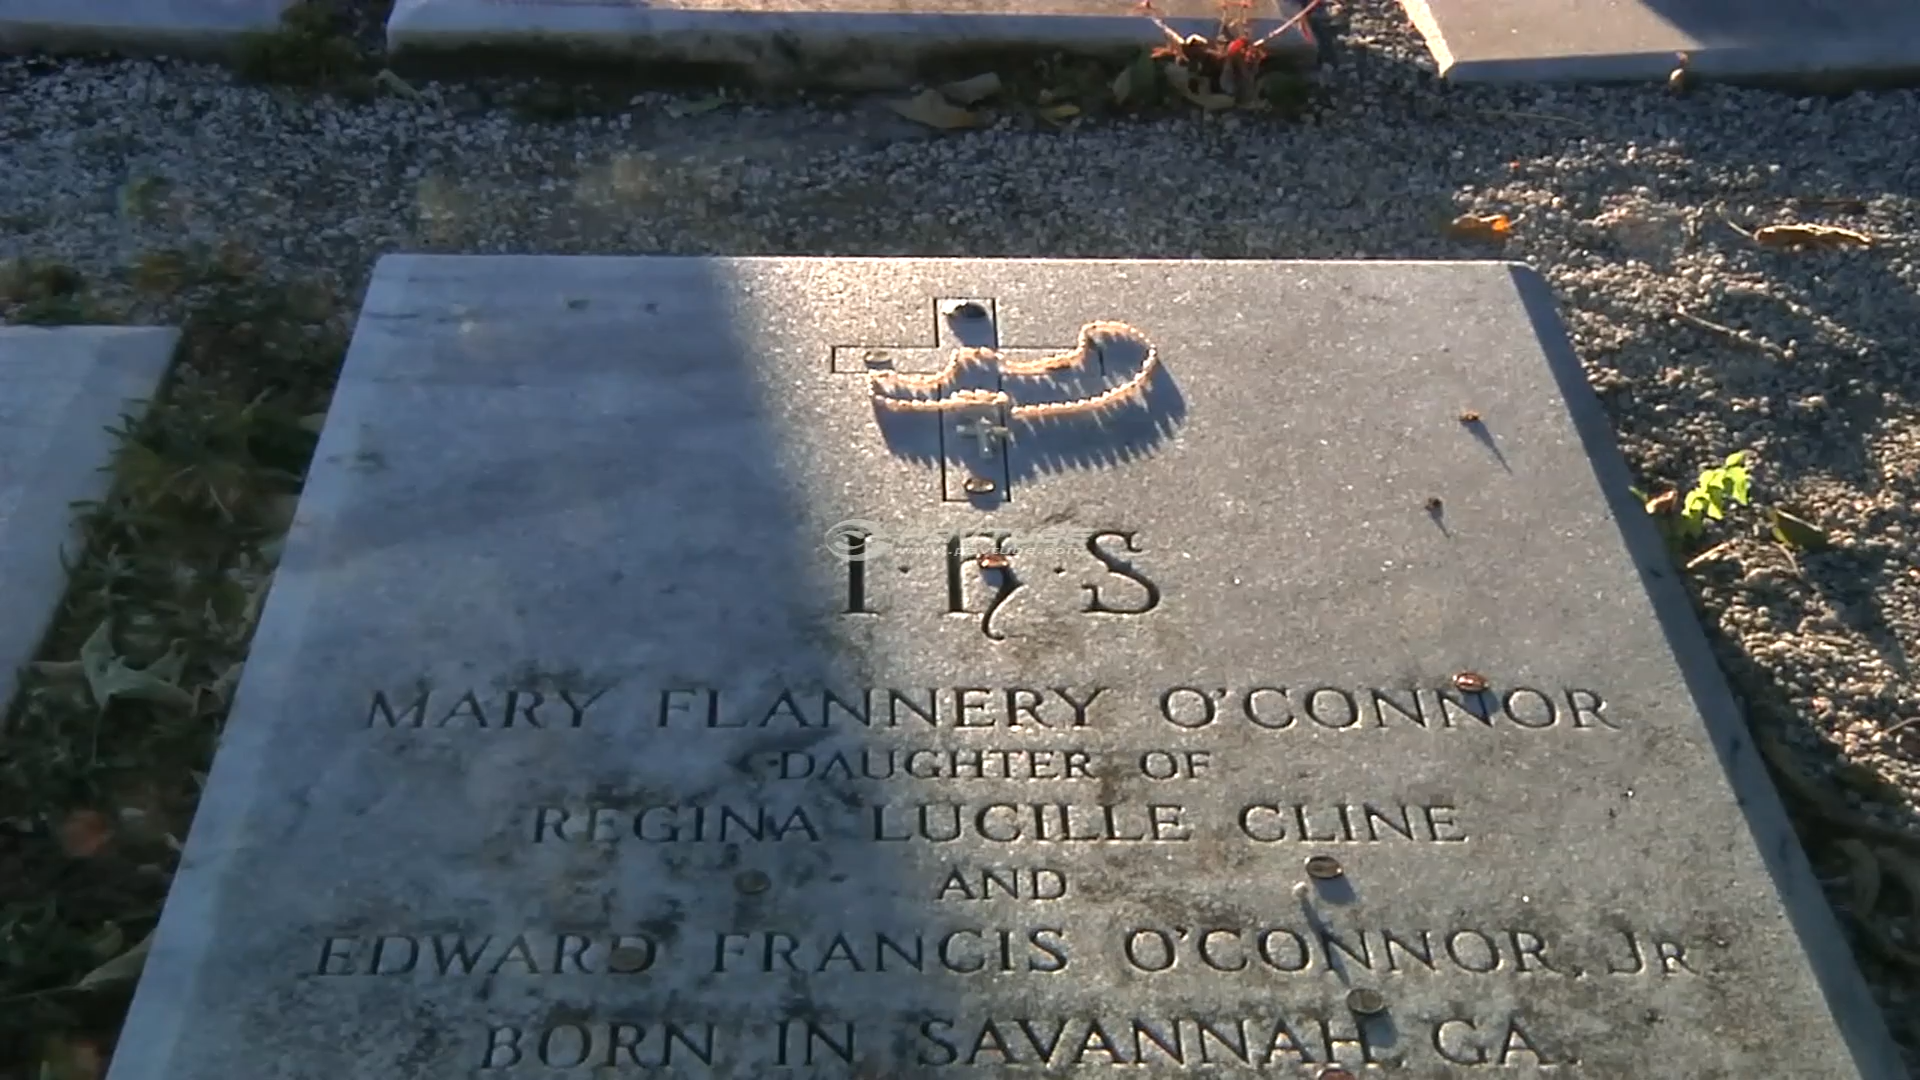 I·H·S
MARY FLANNERY O'CONNOR
DAUGHTER OF
REGINA LUCILLE CLINE
AND
EDWARD FRANCIS O'CONNOR, JR
BORN IN SAVANNAH, GA.